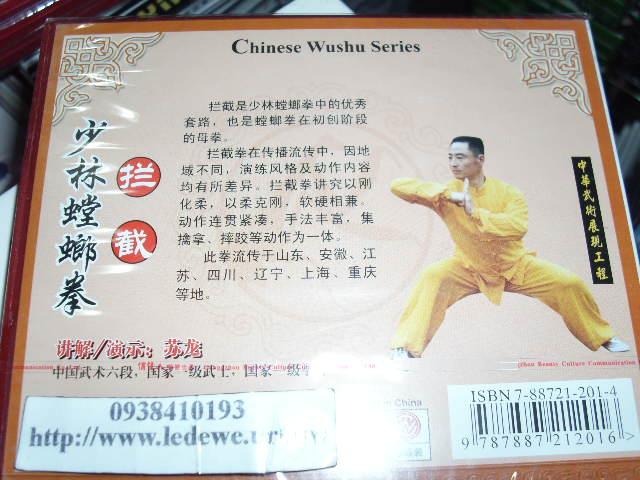 Chinese Wushu Series
少林螳螂拳
拦截
拦截是少林螳螂拳中的优秀
套路，也是螳螂拳在初创阶段
的母拳。
拦截拳在传播流传中，因地
域不同，演练风格及动作内容
均有所差异。拦截拳讲究以刚
化柔，以柔克刚，软硬相兼。
动作连贯紧凑，手法丰富，集
擒拿、摔跤等动作为一体。
此拳流传于山东、安徽、江
苏、四川、辽宁、上海、重庆
等地。
中華武術展現工程
讲解/演示：苏龙
Beauty Culture Communication
中国武术六段，国家一级武士，国家一级
China
ISBN 7-88721-201-4
9 787887 212016
0938410193